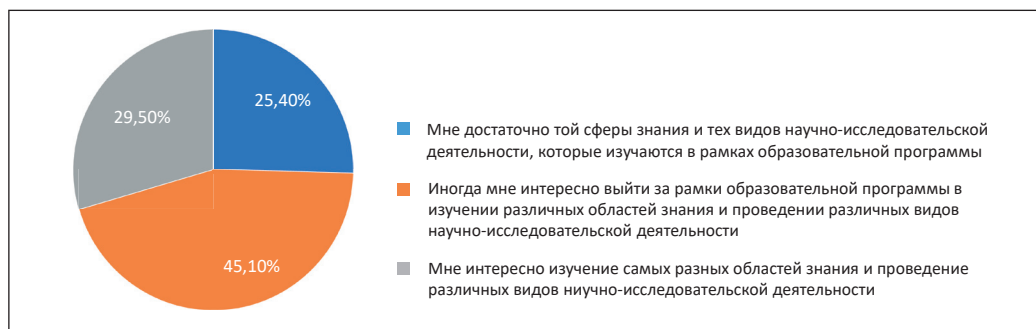 25,40%
29,50%
45,10%
Мне достаточно той сферы знания и тех видов научно-исследовательской
деятельности, которые изучаются в рамках образовательной программы
Иногда мне интересно выйти за рамки образовательной программы в
изучении различных областей знания и проведении различных видов
научно-исследовательской деятельности
Мне интересно изучение самых разных областей знания и проведение
различных видов ниучно-исследовательской деятельности